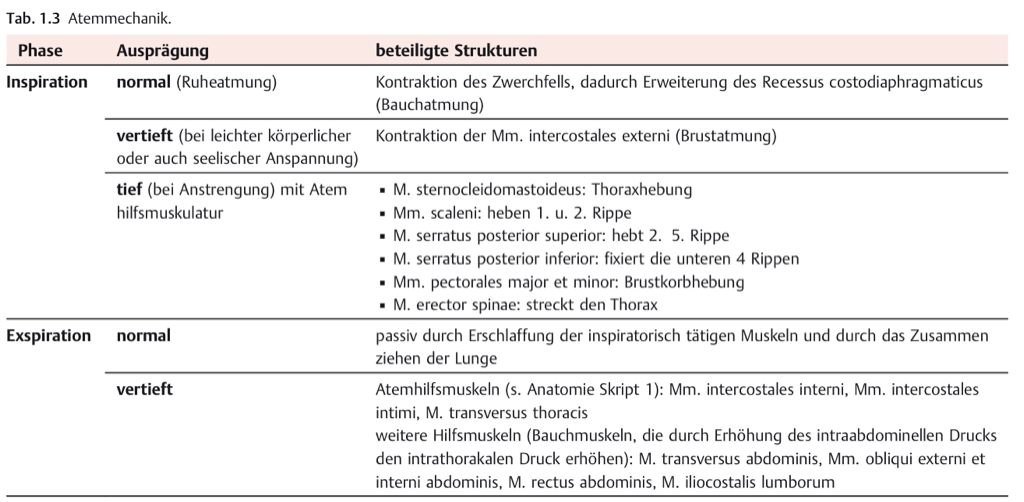 Tab. 1.3 Atemmechanik.
Phase Ausprägung beteiligte Strukturen
Inspiration normal (Ruheatmung) Kontraktion des Zwerchfells, dadurch Erweiterung des Recessus costodiaphragmaticus
(Bauchatmung)
vertieft (bei leichter körperlicher Kontraktion der Mm. intercostales externi (Brustatmung)
oder auch seelischer Anspannung)
tief (bei Anstrengung) mit Atem ▪ M. sternocleidomastoideus: Thoraxhebung
hilfsmuskulatur ▪ Mm. scaleni: heben 1. u. 2. Rippe
▪ M. serratus posterior superior: hebt 2. 5. Rippe
▪ M. serratus posterior inferior: fixiert die unteren 4 Rippen
▪ Mm. pectorales major et minor: Brustkorbhebung
▪ M. erector spinae: streckt den Thorax
Exspiration normal passiv durch Erschlaffung der inspiratorisch tätigen Muskeln und durch das Zusammen
ziehen der Lunge
vertieft Atemhilfsmuskeln (s. Anatomie Skript 1): Mm. intercostales interni, Mm. intercostales
intimi, M. transversus thoracis
weitere Hilfsmuskeln (Bauchmuskeln, die durch Erhöhung des intraabdominellen Drucks
den intrathorakalen Druck erhöhen): M. transversus abdominis, Mm. obliqui externi et
interni abdominis, M. rectus abdominis, M. iliocostalis lumborum